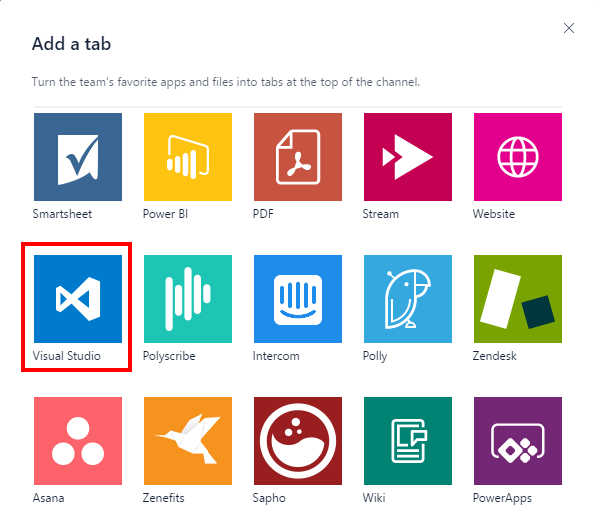 Add a tab
Turn the team's favorite apps and files into tabs at the top of the channel.
Smartsheet Power BI PDF Stream Website
Visual Studio Polyscribe Intercom Polly Zendesk
Asana Zenefits Sapho Wiki PowerApps